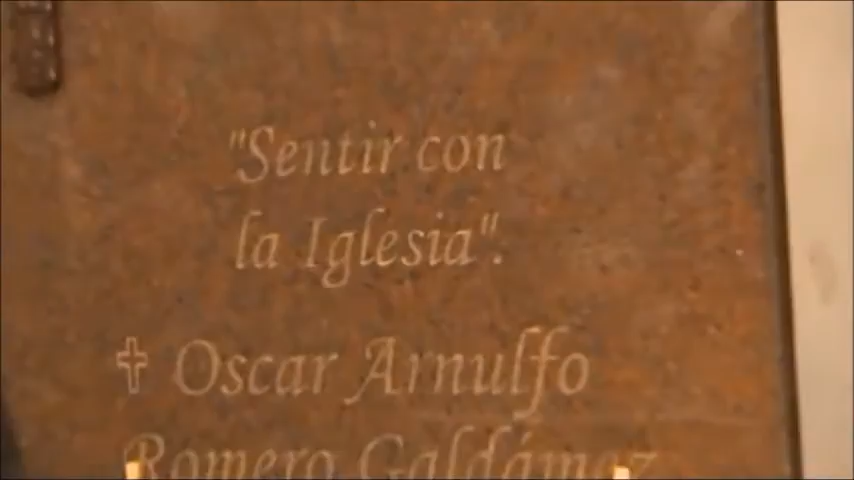 "Sentir con
la Iglesia".
✝ Oscar Arnulfo
Romero Galdámez